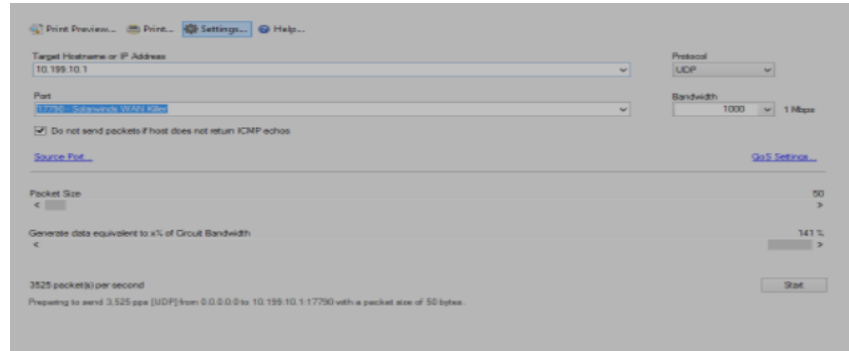 Print Preview... Print... Settings... Help...
Target Hostname or IP Address
10.199.10.1
Protocol
UDP
Port
17790 - Solarwinds WAN Killer
Bandwidth
1000 1 Mbps
Do not send packets if host does not return ICMP echos
Source Port...
QoS Settings...
Packet Size 50
Generate data equivalent to x% of Circuit Bandwidth 141 %
3525 packet(s) per second
Start
Preparing to send 3,525 pps [UDP] from 0.0.0.0 to 10.199.10.1:17790 with a packet size of 50 bytes.